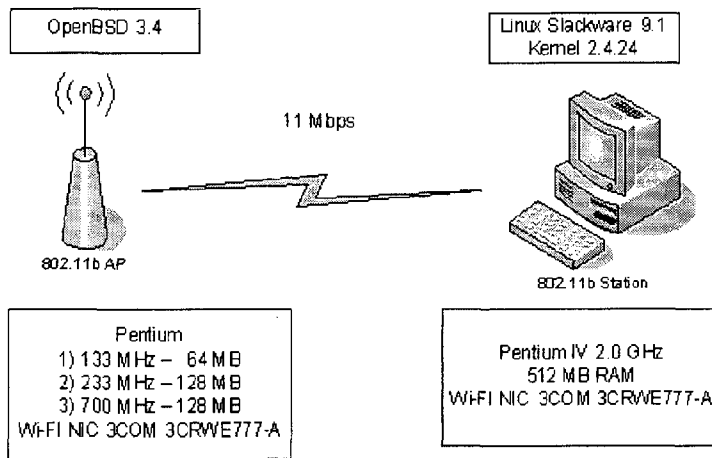 OpenBSD 3.4
Linux Slackware 9.1
Kernel 2.4.24
11 Mbps
802.11b AP
802.11b Station
Pentium
1) 133 MHz – 64 MB
2) 233 MHz – 128 MB
3) 700 MHz – 128 MB
Wi-FI NIC 3COM 3CRWE777-A
Pentium IV 2.0 GHz
512 MB RAM
Wi-FI NIC 3COM 3CRWE777-A